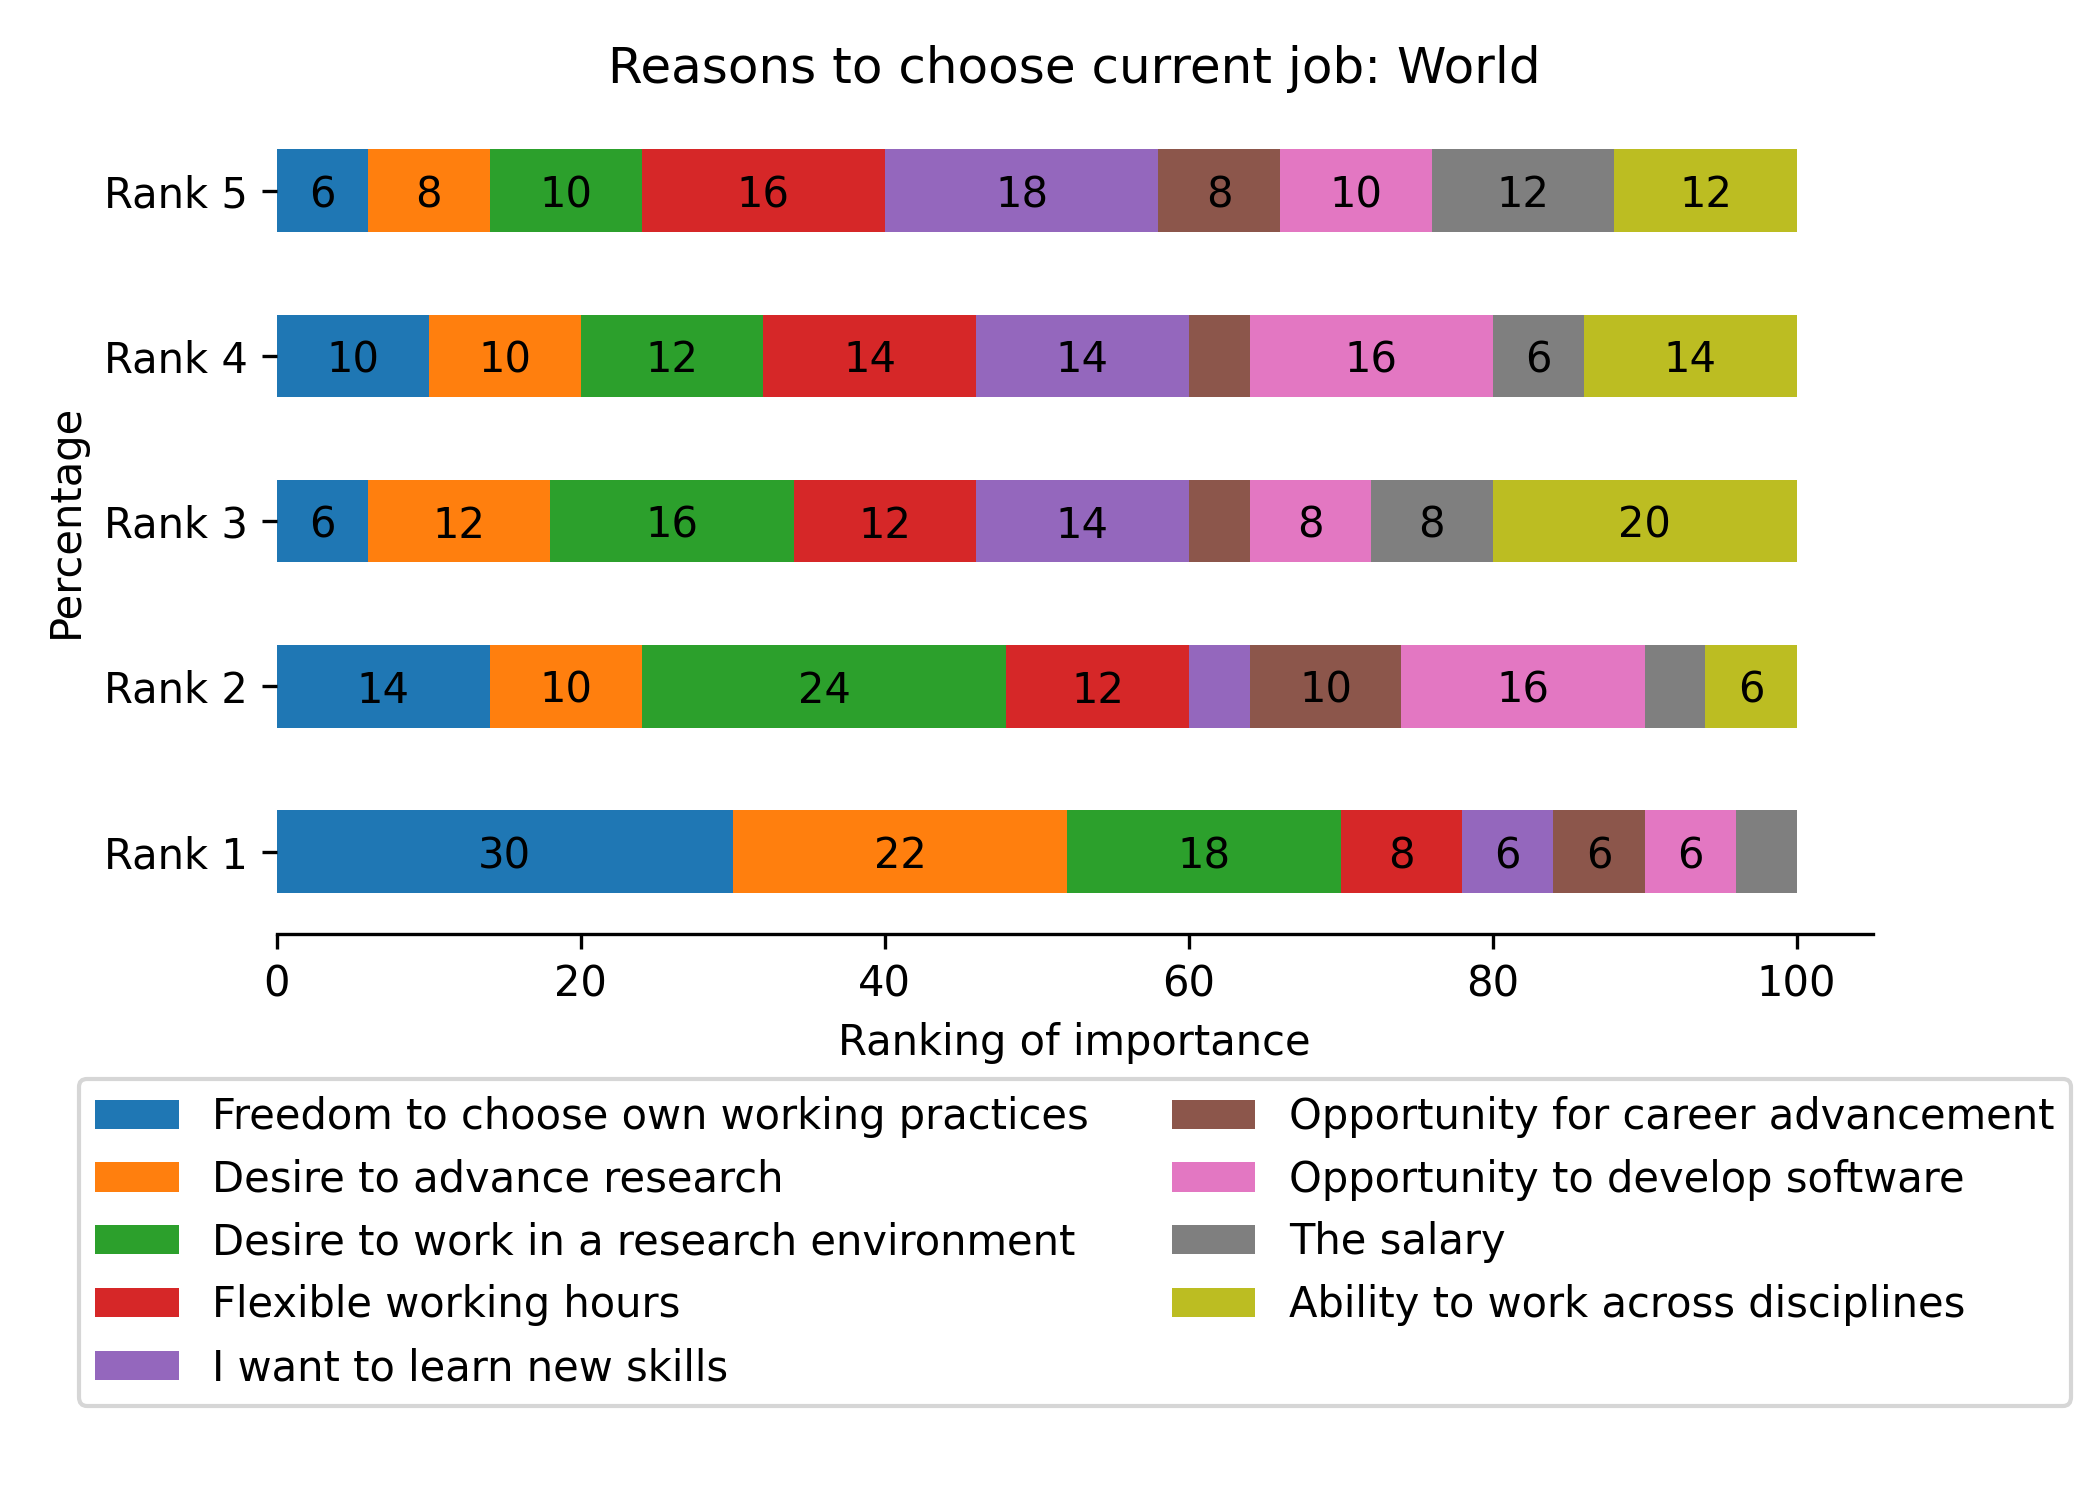 Reasons to choose current job: World
Rank 5 6 8 10 16 18 8 10 12 12
Rank 4 10 10 12 14 14 16 6 14
Rank 3 6 12 16 12 14 8 8 20
Rank 2 14 10 24 12 10 16 6
Rank 1 30 22 18 8 6 6 6
Percentage
0 20 40 60 80 100
Ranking of importance
Freedom to choose own working practices
Desire to advance research
Desire to work in a research environment
Flexible working hours
I want to learn new skills
Opportunity for career advancement
Opportunity to develop software
The salary
Ability to work across disciplines